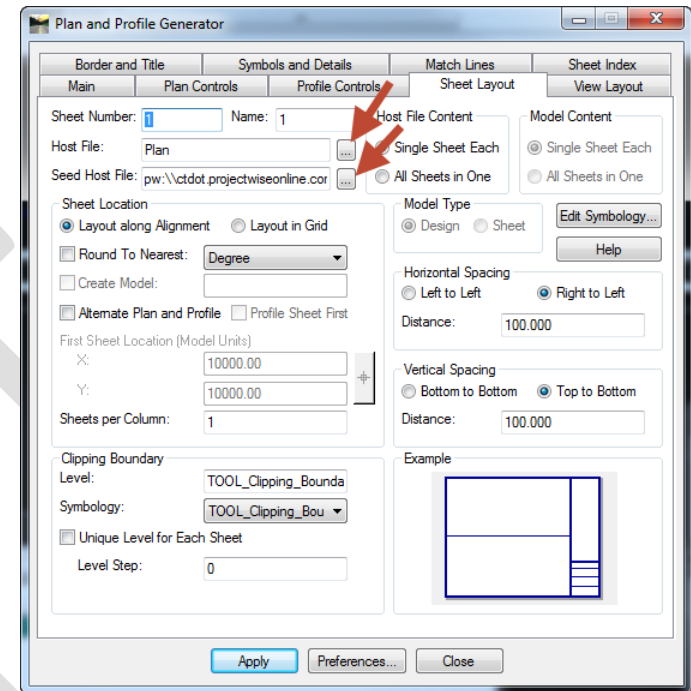 Plan and Profile Generator
Border and Title Symbols and Details Match Lines Sheet Index
Main Plan Controls Profile Controls Sheet Layout View Layout
Sheet Number: 1 Name: 1
Host File: Plan ...
Seed Host File: pw:\\ctdot.projectwiseonline.cor ...
Host File Content
Single Sheet Each
All Sheets in One
Model Content
Single Sheet Each
All Sheets in One
Sheet Location
Layout along Alignment Layout in Grid
Round To Nearest: Degree
Create Model:
Alternate Plan and Profile Profile Sheet First
First Sheet Location (Model Units)
X: 10000.00
Y: 10000.00
Sheets per Column: 1
Model Type
Design Sheet
Edit Symbology...
Help
Horizontal Spacing
Left to Left Right to Left
Distance: 100.000
Vertical Spacing
Bottom to Bottom Top to Bottom
Distance: 100.000
Clipping Boundary
Level: TOOL_Clipping_Bounda
Symbology: TOOL_Clipping_Bou
Unique Level for Each Sheet
Level Step: 0
Example
Apply Preferences... Close